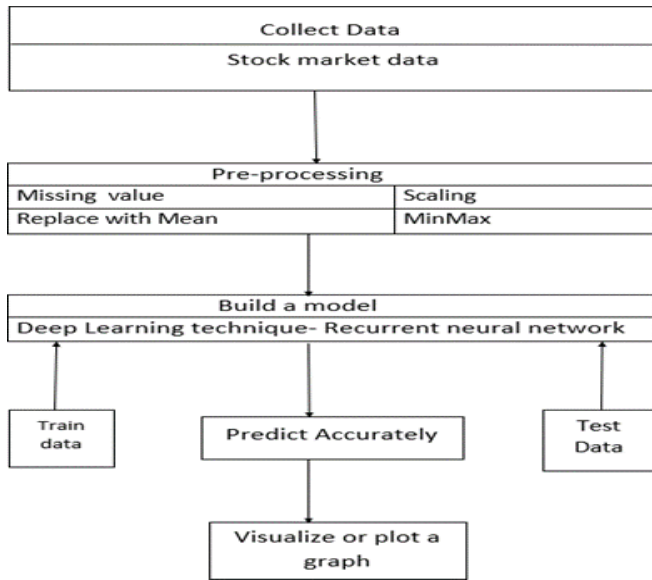 Collect Data
Stock market data
Pre-processing
Missing value
Scaling
Replace with Mean
MinMax
Build a model
Deep Learning technique- Recurrent neural network
Train
data
Predict Accurately
Test
Data
Visualize or plot a
graph